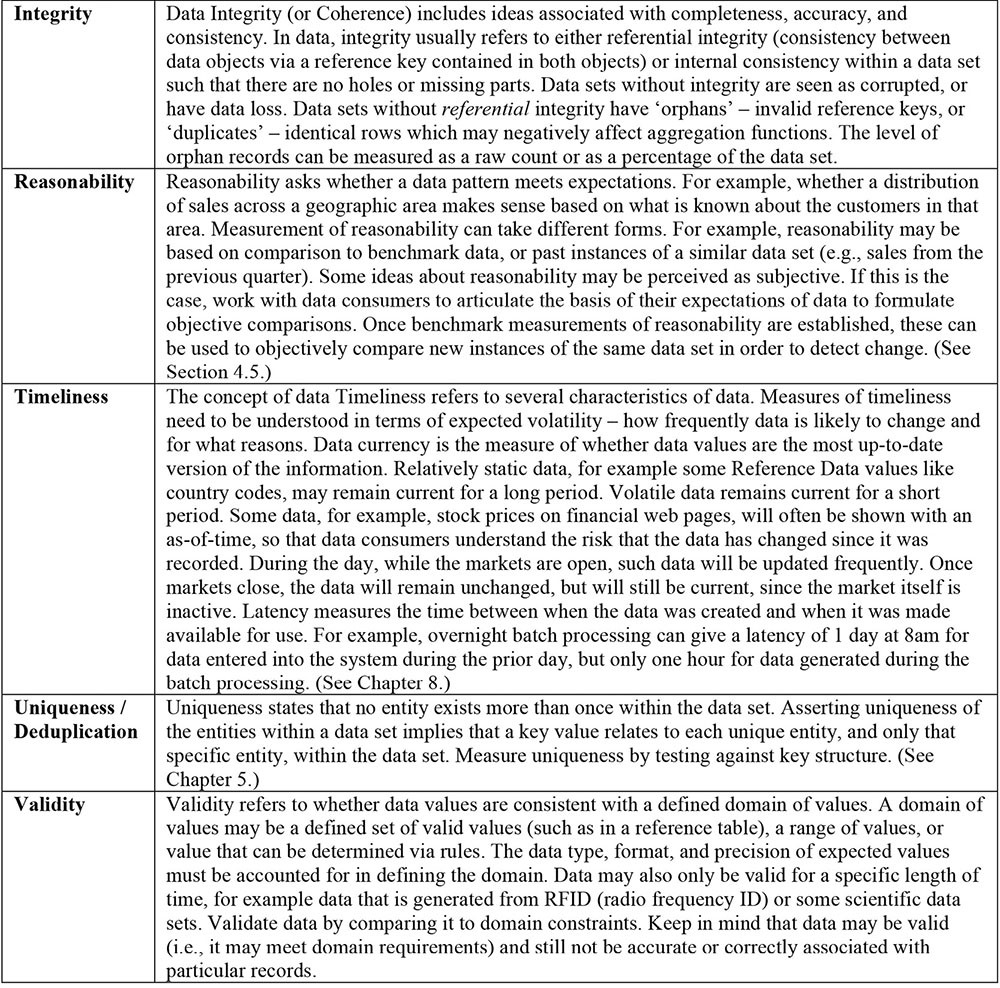 Integrity
Data Integrity (or Coherence) includes ideas associated with completeness, accuracy, and
consistency. In data, integrity usually refers to either referential integrity (consistency between
data objects via a reference key contained in both objects) or internal consistency within a data set
such that there are no holes or missing parts. Data sets without integrity are seen as corrupted, or
have data loss. Data sets without referential integrity have ‘orphans’ – invalid reference keys, or
‘duplicates’ – identical rows which may negatively affect aggregation functions. The level of
orphan records can be measured as a raw count or as a percentage of the data set.
Reasonability
Reasonability asks whether a data pattern meets expectations. For example, whether a distribution
of sales across a geographic area makes sense based on what is known about the customers in that
area. Measurement of reasonability can take different forms. For example, reasonability may be
based on comparison to benchmark data, or past instances of a similar data set (e.g., sales from the
previous quarter). Some ideas about reasonability may be perceived as subjective. If this is the
case, work with data consumers to articulate the basis of their expectations of data to formulate
objective comparisons. Once benchmark measurements of reasonability are established, these can
be used to objectively compare new instances of the same data set in order to detect change. (See
Section 4.5.)
Timeliness
The concept of data Timeliness refers to several characteristics of data. Measures of timeliness
need to be understood in terms of expected volatility – how frequently data is likely to change and
for what reasons. Data currency is the measure of whether data values are the most up-to-date
version of the information. Relatively static data, for example some Reference Data values like
country codes, may remain current for a long period. Volatile data remains current for a short
period. Some data, for example, stock prices on financial web pages, will often be shown with an
as-of-time, so that data consumers understand the risk that the data has changed since it was
recorded. During the day, while the markets are open, such data will be updated frequently. Once
markets close, the data will remain unchanged, but will still be current, since the market itself is
inactive. Latency measures the time between when the data was created and when it was made
available for use. For example, overnight batch processing can give a latency of 1 day at 8am for
data entered into the system during the prior day, but only one hour for data generated during the
batch processing. (See Chapter 8.)
Uniqueness /
Deduplication
Uniqueness states that no entity exists more than once within the data set. Asserting uniqueness of
the entities within a data set implies that a key value relates to each unique entity, and only that
specific entity, within the data set. Measure uniqueness by testing against key structure. (See
Chapter 5.)
Validity
Validity refers to whether data values are consistent with a defined domain of values. A domain of
values may be a defined set of valid values (such as in a reference table), a range of values, or
value that can be determined via rules. The data type, format, and precision of expected values
must be accounted for in defining the domain. Data may also only be valid for a specific length of
time, for example data that is generated from RFID (radio frequency ID) or some scientific data
sets. Validate data by comparing it to domain constraints. Keep in mind that data may be valid
(i.e., it may meet domain requirements) and still not be accurate or correctly associated with
particular records.